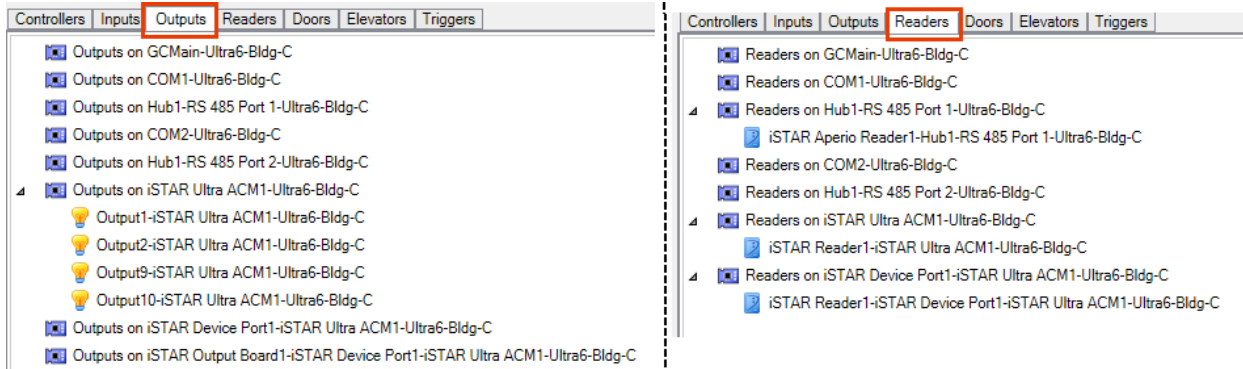 Controllers Inputs Outputs Readers Doors Elevators Triggers
Outputs on GCMain-Ultra6-Bldg-C
Outputs on COM1-Ultra6-Bldg-C
Outputs on Hub1-RS 485 Port 1-Ultra6-Bldg-C
Outputs on COM2-Ultra6-Bldg-C
Outputs on Hub1-RS 485 Port 2-Ultra6-Bldg-C
Outputs on iSTAR Ultra ACM1-Ultra6-Bldg-C
Output1-iSTAR Ultra ACM1-Ultra6-Bldg-C
Output2-iSTAR Ultra ACM1-Ultra6-Bldg-C
Output9-iSTAR Ultra ACM1-Ultra6-Bldg-C
Output10-iSTAR Ultra ACM1-Ultra6-Bldg-C
Outputs on iSTAR Device Port1-iSTAR Ultra ACM1-Ultra6-Bldg-C
Outputs on iSTAR Output Board1-iSTAR Device Port1-iSTAR Ultra ACM1-Ultra6-Bldg-C
Controllers Inputs Outputs Readers Doors Elevators Triggers
Readers on GCMain-Ultra6-Bldg-C
Readers on COM1-Ultra6-Bldg-C
Readers on Hub1-RS 485 Port 1-Ultra6-Bldg-C
iSTAR Aperio Reader1-Hub1-RS 485 Port 1-Ultra6-Bldg-C
Readers on COM2-Ultra6-Bldg-C
Readers on Hub1-RS 485 Port 2-Ultra6-Bldg-C
Readers on iSTAR Ultra ACM1-Ultra6-Bldg-C
iSTAR Reader1-iSTAR Ultra ACM1-Ultra6-Bldg-C
Readers on iSTAR Device Port1-iSTAR Ultra ACM1-Ultra6-Bldg-C
iSTAR Reader1-iSTAR Device Port1-iSTAR Ultra ACM1-Ultra6-Bldg-C